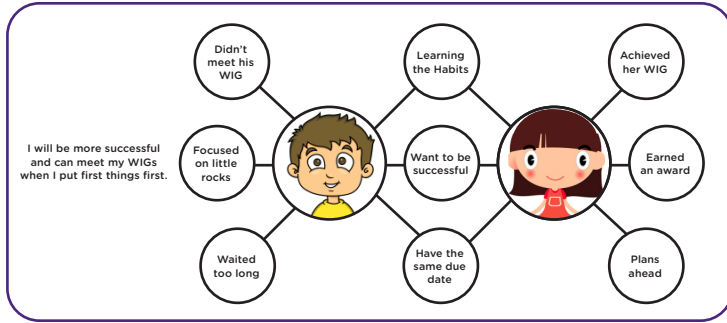 I will be more successful
and can meet my WIGs
when I put first things first.
Didn't
meet his
WIG
Focused
on little
rocks
Waited
too long
Learning
the Habits
Want to be
successful
Have the
same due
date
Achieved
her WIG
Earned
an award
Plans
ahead